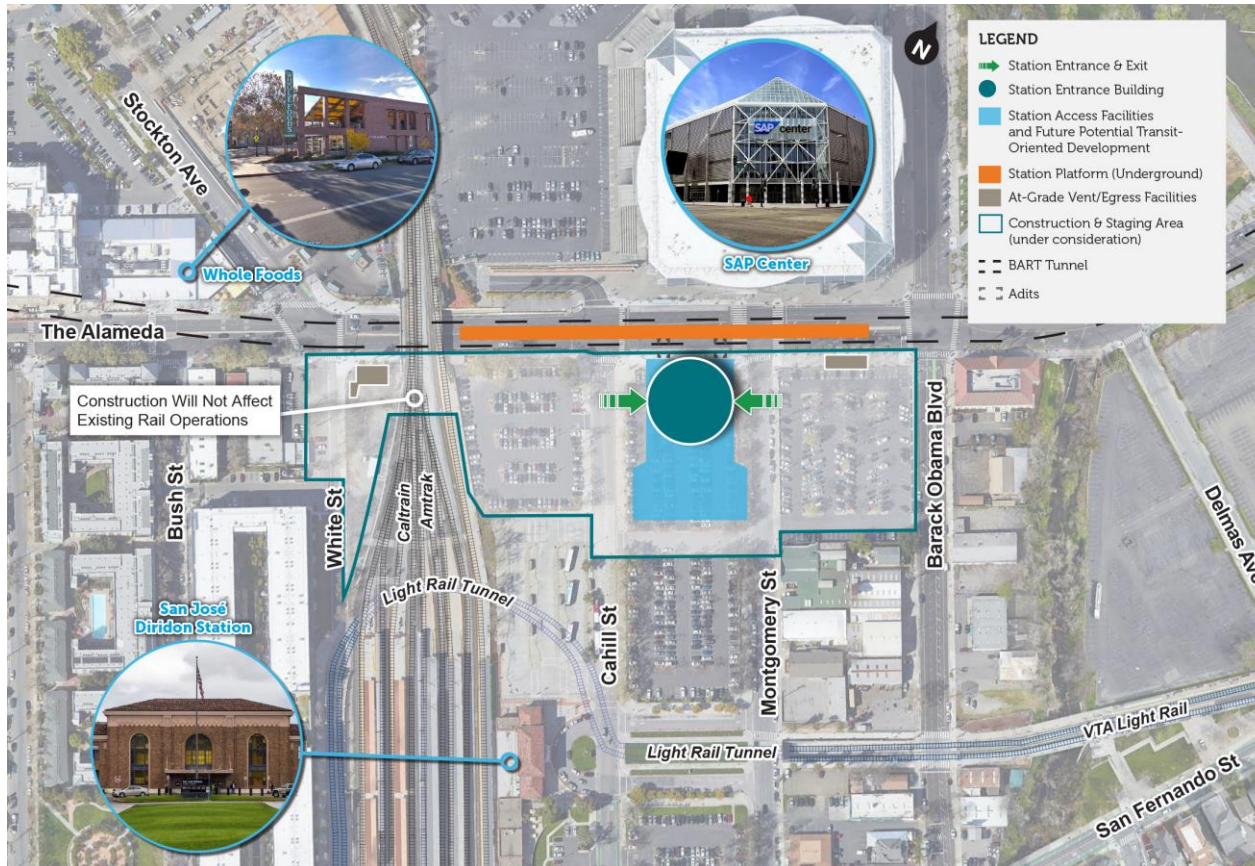 LEGEND
Station Entrance & Exit
Station Entrance Building
Station Access Facilities
and Future Potential Transit-
Oriented Development
Station Platform (Underground)
At-Grade Vent/Egress Facilities
Construction & Staging Area
(under consideration)
BART Tunnel
Adits
N
Stockton Ave
WHOLE FOODS
Whole Foods
SAP center
SAP Center
The Alameda
Construction Will Not Affect
Existing Rail Operations
Bush St
White St
Caltrain
Amtrak
Light Rail Tunnel
Cahill St
Montgomery St
Barack Obama Blvd
Delmas Ave
San José
Diridon Station
Light Rail Tunnel
VTA Light Rail
San Fernando St